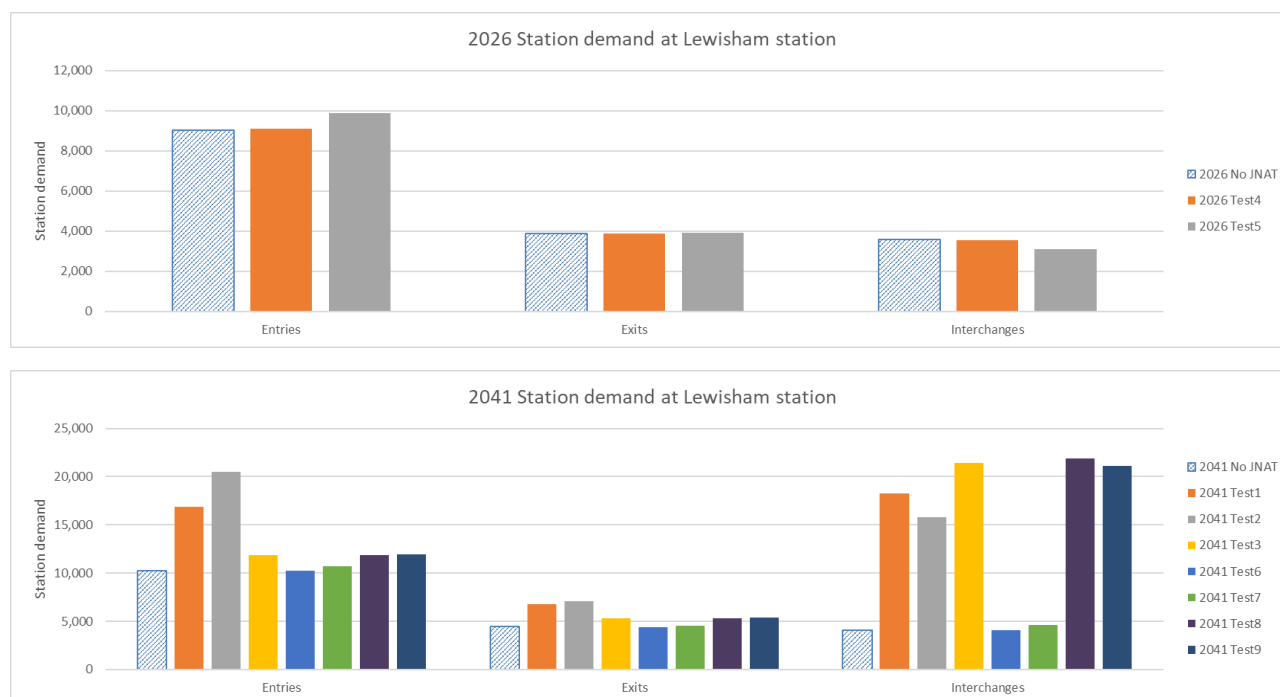 2026 Station demand at Lewisham station
12,000
10,000
8,000
6,000
4,000
2,000
0
Station demand
Entries
Exits
Interchanges
2026 No JNAT
2026 Test4
2026 Test5
2041 Station demand at Lewisham station
25,000
20,000
15,000
10,000
5,000
0
Station demand
Entries
Exits
Interchanges
2041 No JNAT
2041 Test1
2041 Test2
2041 Test3
2041 Test6
2041 Test7
2041 Test8
2041 Test9